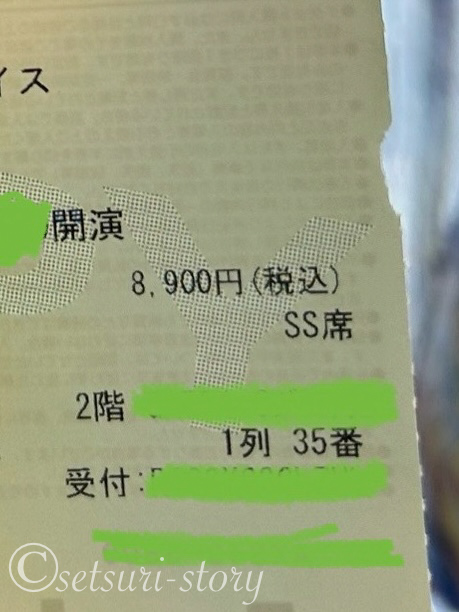 イス
開演
8,900円(税込)
SS席
2階
1列 35番
受付:
©setsuri-story